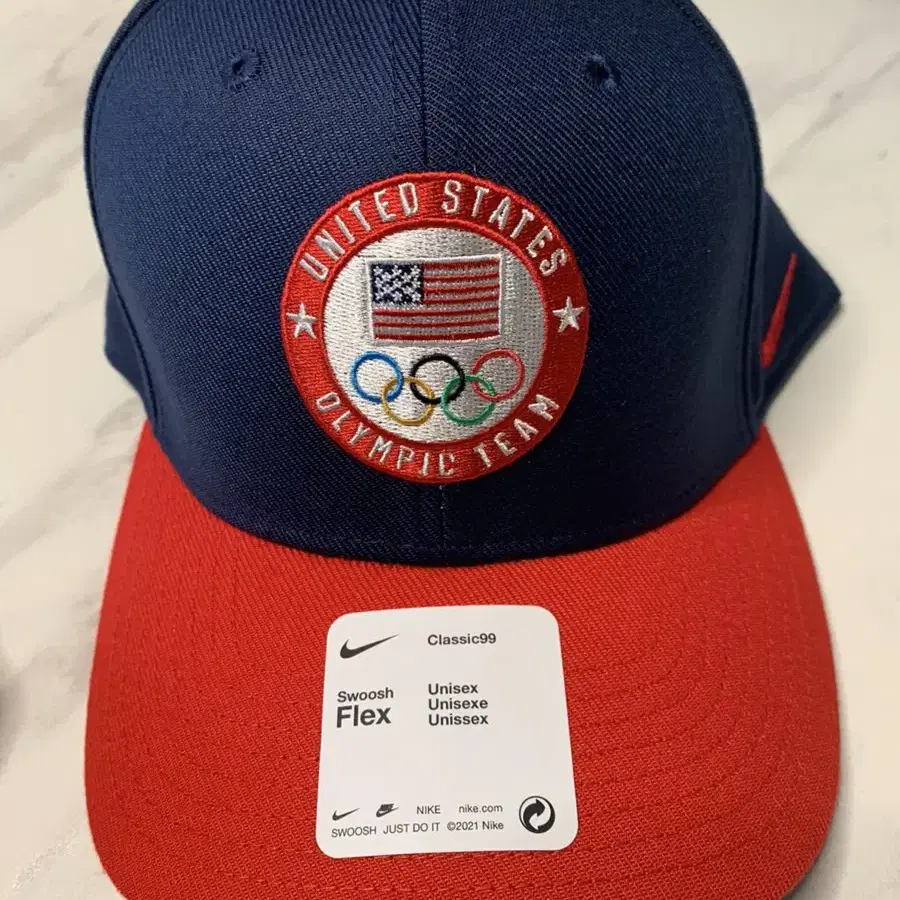 UNITED STATES
OLYMPIC TEAM
Classic99
Swoosh
Flex
Unisex
Unisexe
Unissex
NIKE nike.com
SWOOSH JUST DO IT ©2021 Nike